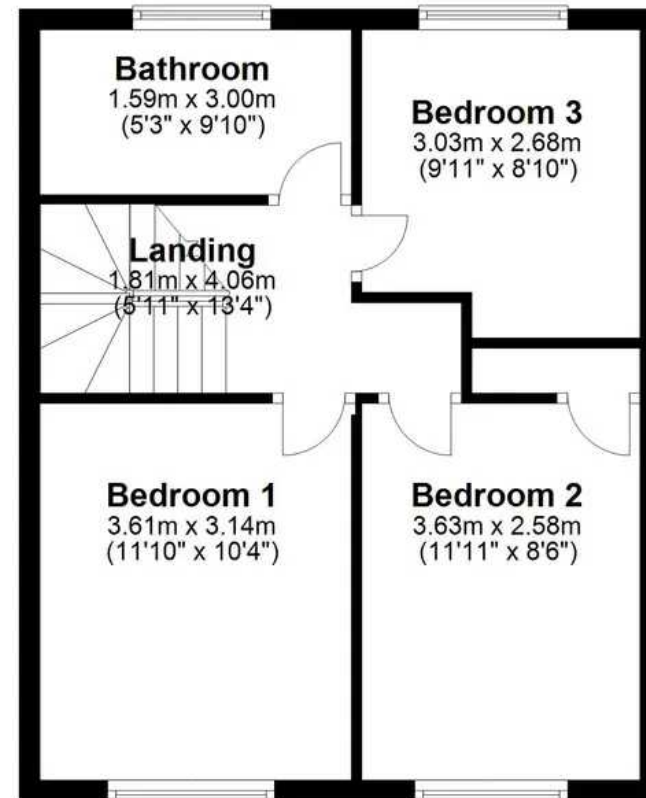 Bathroom
1.59m x 3.00m
(5'3" x 9'10")
Bedroom 3
3.03m x 2.68m
(9'11" x 8'10")
Landing
1.81m x 4.06m
(5'11" x 13'4")
Bedroom 1
3.61m x 3.14m
(11'10" x 10'4")
Bedroom 2
3.63m x 2.58m
(11'11" x 8'6")